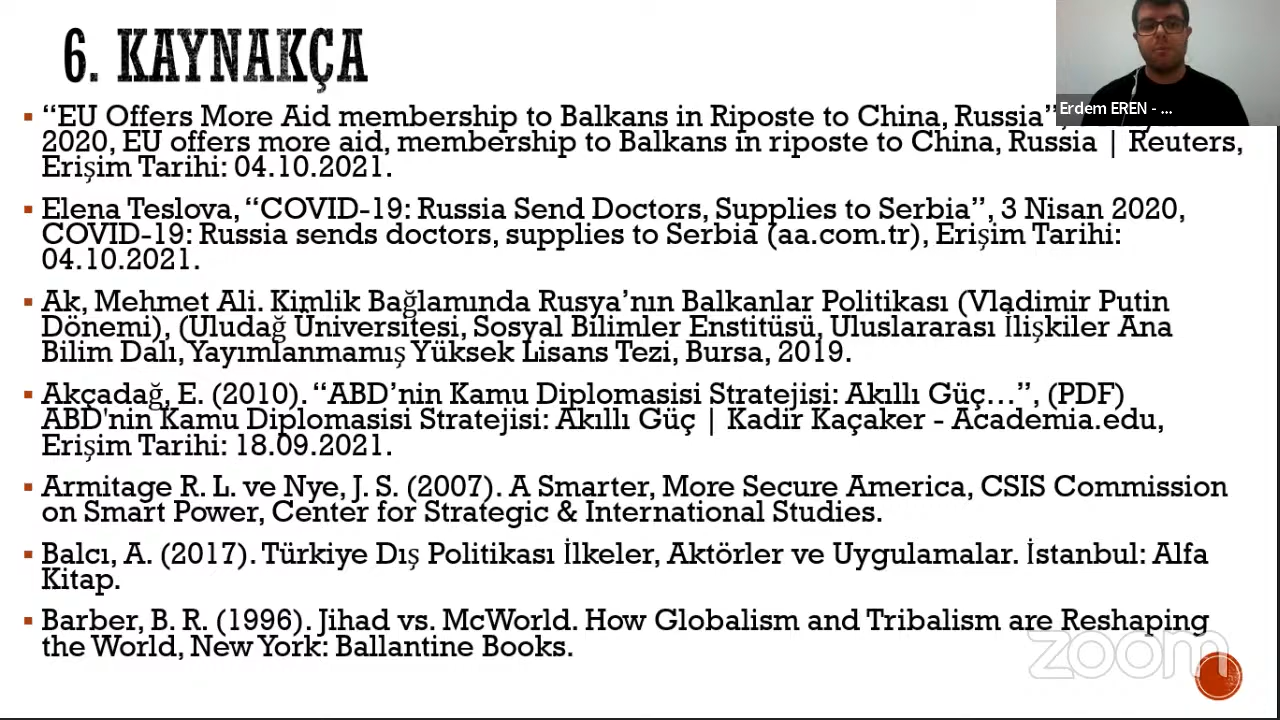 6. KAYNAKÇA
Erdem EREN - ...
▪ “EU Offers More Aid membership to Balkans in Riposte to China, Russia”,
2020, EU offers more aid, membership to Balkans in riposte to China, Russia | Reuters,
Erişim Tarihi: 04.10.2021.
▪ Elena Teslova, “COVID-19: Russia Send Doctors, Supplies to Serbia”, 3 Nisan 2020,
COVID-19: Russia sends doctors, supplies to Serbia (aa.com.tr), Erişim Tarihi:
04.10.2021.
▪ Ak, Mehmet Ali. Kimlik Bağlamında Rusya’nın Balkanlar Politikası (Vladimir Putin
Dönemi), (Uludağ Üniversitesi, Sosyal Bilimler Enstitüsü, Uluslararası İlişkiler Ana
Bilim Dalı, Yayımlanmamış Yüksek Lisans Tezi, Bursa, 2019.
▪ Akçadağ, E. (2010). “ABD’nin Kamu Diplomasisi Stratejisi: Akıllı Güç…”, (PDF)
ABD'nin Kamu Diplomasisi Stratejisi: Akıllı Güç | Kadir Kaçaker - Academia.edu,
Erişim Tarihi: 18.09.2021.
▪ Armitage R. L. ve Nye, J. S. (2007). A Smarter, More Secure America, CSIS Commission
on Smart Power, Center for Strategic & International Studies.
▪ Balcı, A. (2017). Türkiye Dış Politikası İlkeler, Aktörler ve Uygulamalar. İstanbul: Alfa
Kitap.
▪ Barber, B. R. (1996). Jihad vs. McWorld. How Globalism and Tribalism are Reshaping
the World, New York: Ballantine Books.
zoom